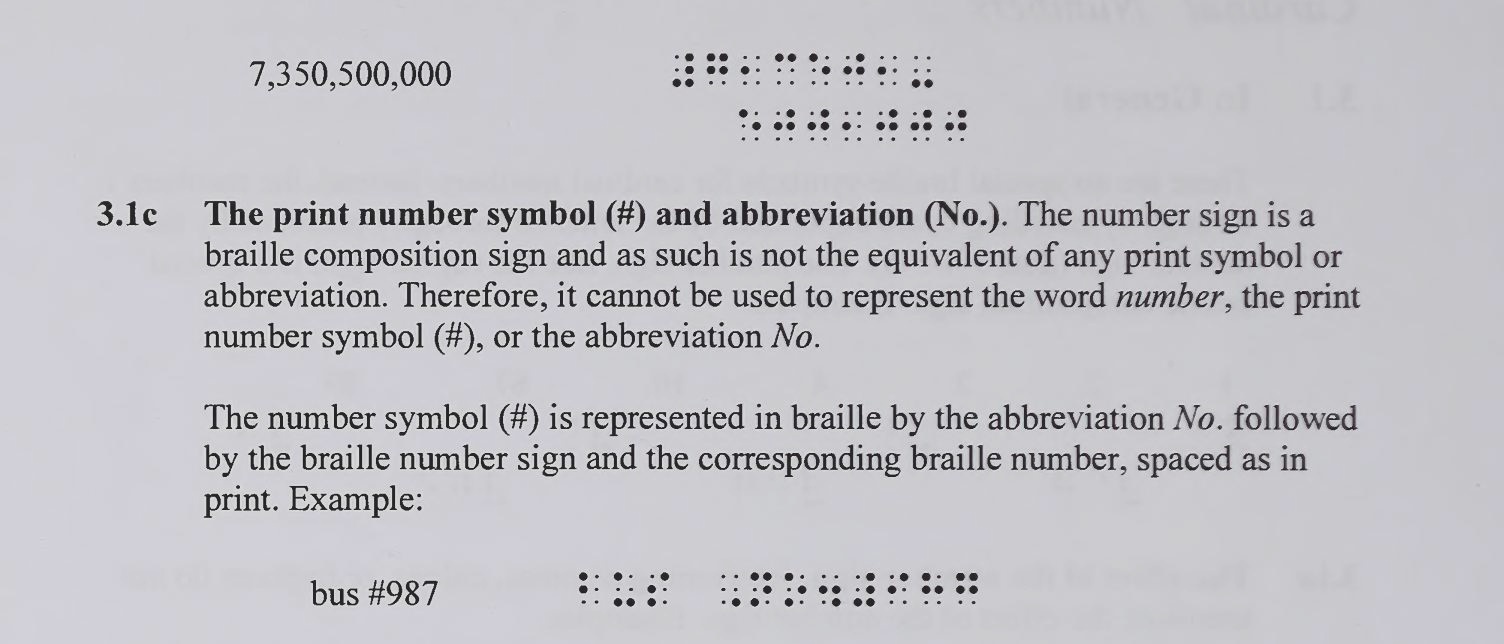 7,350,500,000 ⠼⠛⠂⠉⠑⠚⠂⠤
⠑⠚⠚⠂⠚⠚⠚
3.1c The print number symbol (#) and abbreviation (No.). The number sign is a
braille composition sign and as such is not the equivalent of any print symbol or
abbreviation. Therefore, it cannot be used to represent the word number, the print
number symbol (#), or the abbreviation No.
The number symbol (#) is represented in braille by the abbreviation No. followed
by the braille number sign and the corresponding braille number, spaced as in
print. Example:
bus #987 ⠃⠥⠎ ⠠⠝⠕⠲⠼⠊⠓⠛